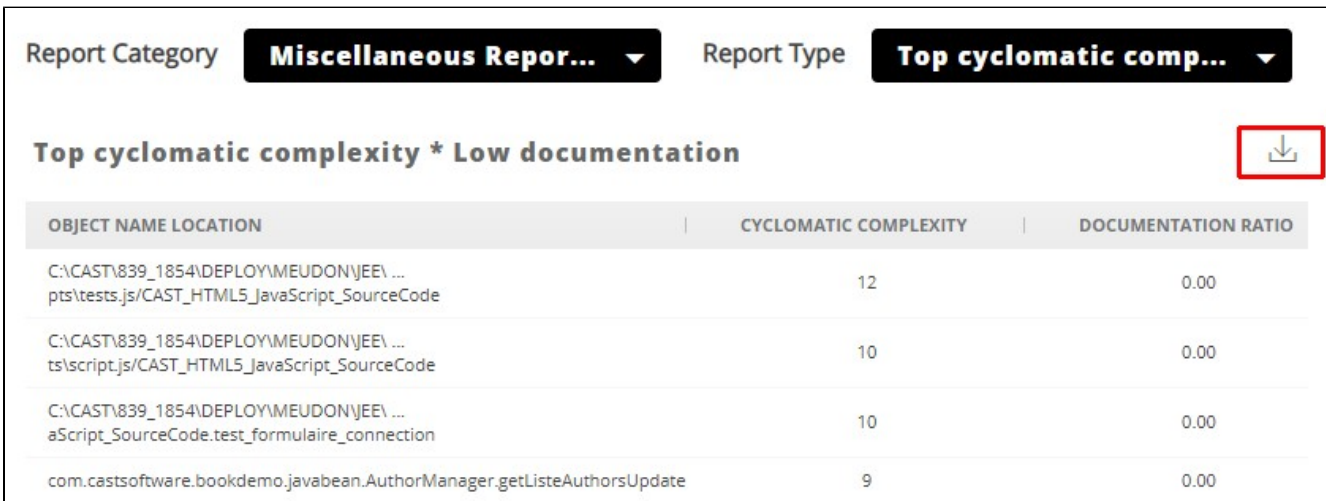 Report Category Miscellaneous Repor... Report Type Top cyclomatic comp...
Top cyclomatic complexity * Low documentation
OBJECT NAME LOCATION CYCLOMATIC COMPLEXITY DOCUMENTATION RATIO
C:\CAST\839_1854\DEPLOY\MEUDON\JEE\ ...
pts\tests.js/CAST_HTML5_JavaScript_SourceCode 12 0.00
C:\CAST\839_1854\DEPLOY\MEUDON\JEE\ ...
ts\script.js/CAST_HTML5_JavaScript_SourceCode 10 0.00
C:\CAST\839_1854\DEPLOY\MEUDON\JEE\ ...
aScript_SourceCode.test_formulaire_connection 10 0.00
com.castsoftware.bookdemo.javabean.AuthorManager.getListeAuthorsUpdate 9 0.00